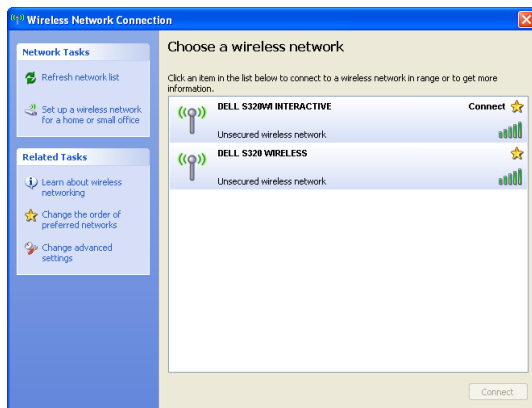 Wireless Network Connection
Network Tasks
Refresh network list
Set up a wireless network
for a home or small office
Related Tasks
Learn about wireless
networking
Change the order of
preferred networks
Change advanced
settings
Choose a wireless network
Click an item in the list below to connect to a wireless network in range or to get more
information.
DELL S320WI INTERACTIVE Connect
Unsecured wireless network
DELL S320 WIRELESS
Unsecured wireless network
Connect